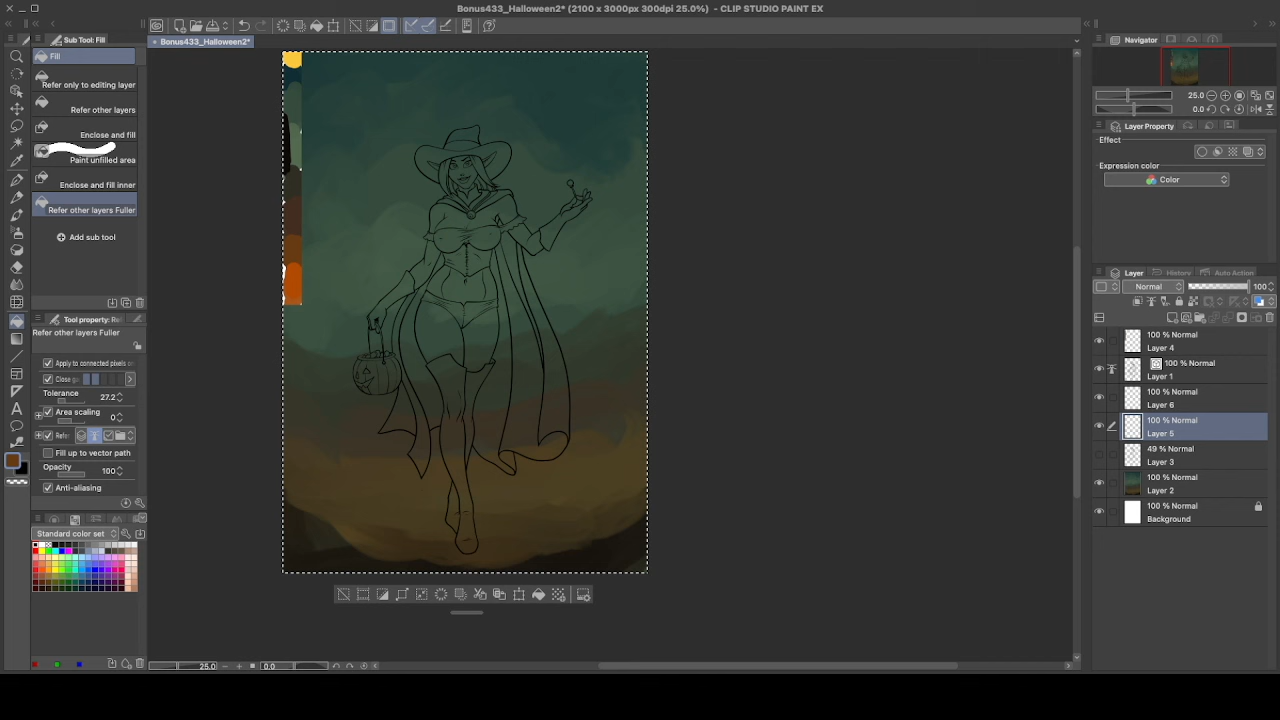 Bonus433_Halloween2* (2100 x 3000px 300dpi 25.0%) - CLIP STUDIO PAINT EX
Sub Tool: Fill
Bonus433_Halloween2*
Navigator
Fill
Refer only to editing layer
Refer other layers
Enclose and fill
Paint unfilled area
Enclose and fill inner
Refer other layers Fuller
Add sub tool
25.0
0.0
Layer Property
Effect
Expression color
Color
Layer
History
Auto Action
Normal
100
100 % Normal
Layer 4
100 % Normal
Layer 1
100 % Normal
Layer 6
100 % Normal
Layer 5
49 % Normal
Layer 3
100 % Normal
Layer 2
100 % Normal
Background
Tool property: Re
Refer other layers Fuller
Apply to connected pixels o
Close
Tolerance
27.2
Area scaling
0
Refer
Fill up to vector path
Opacity
100
Anti-aliasing
Standard color set
25.0
0.0